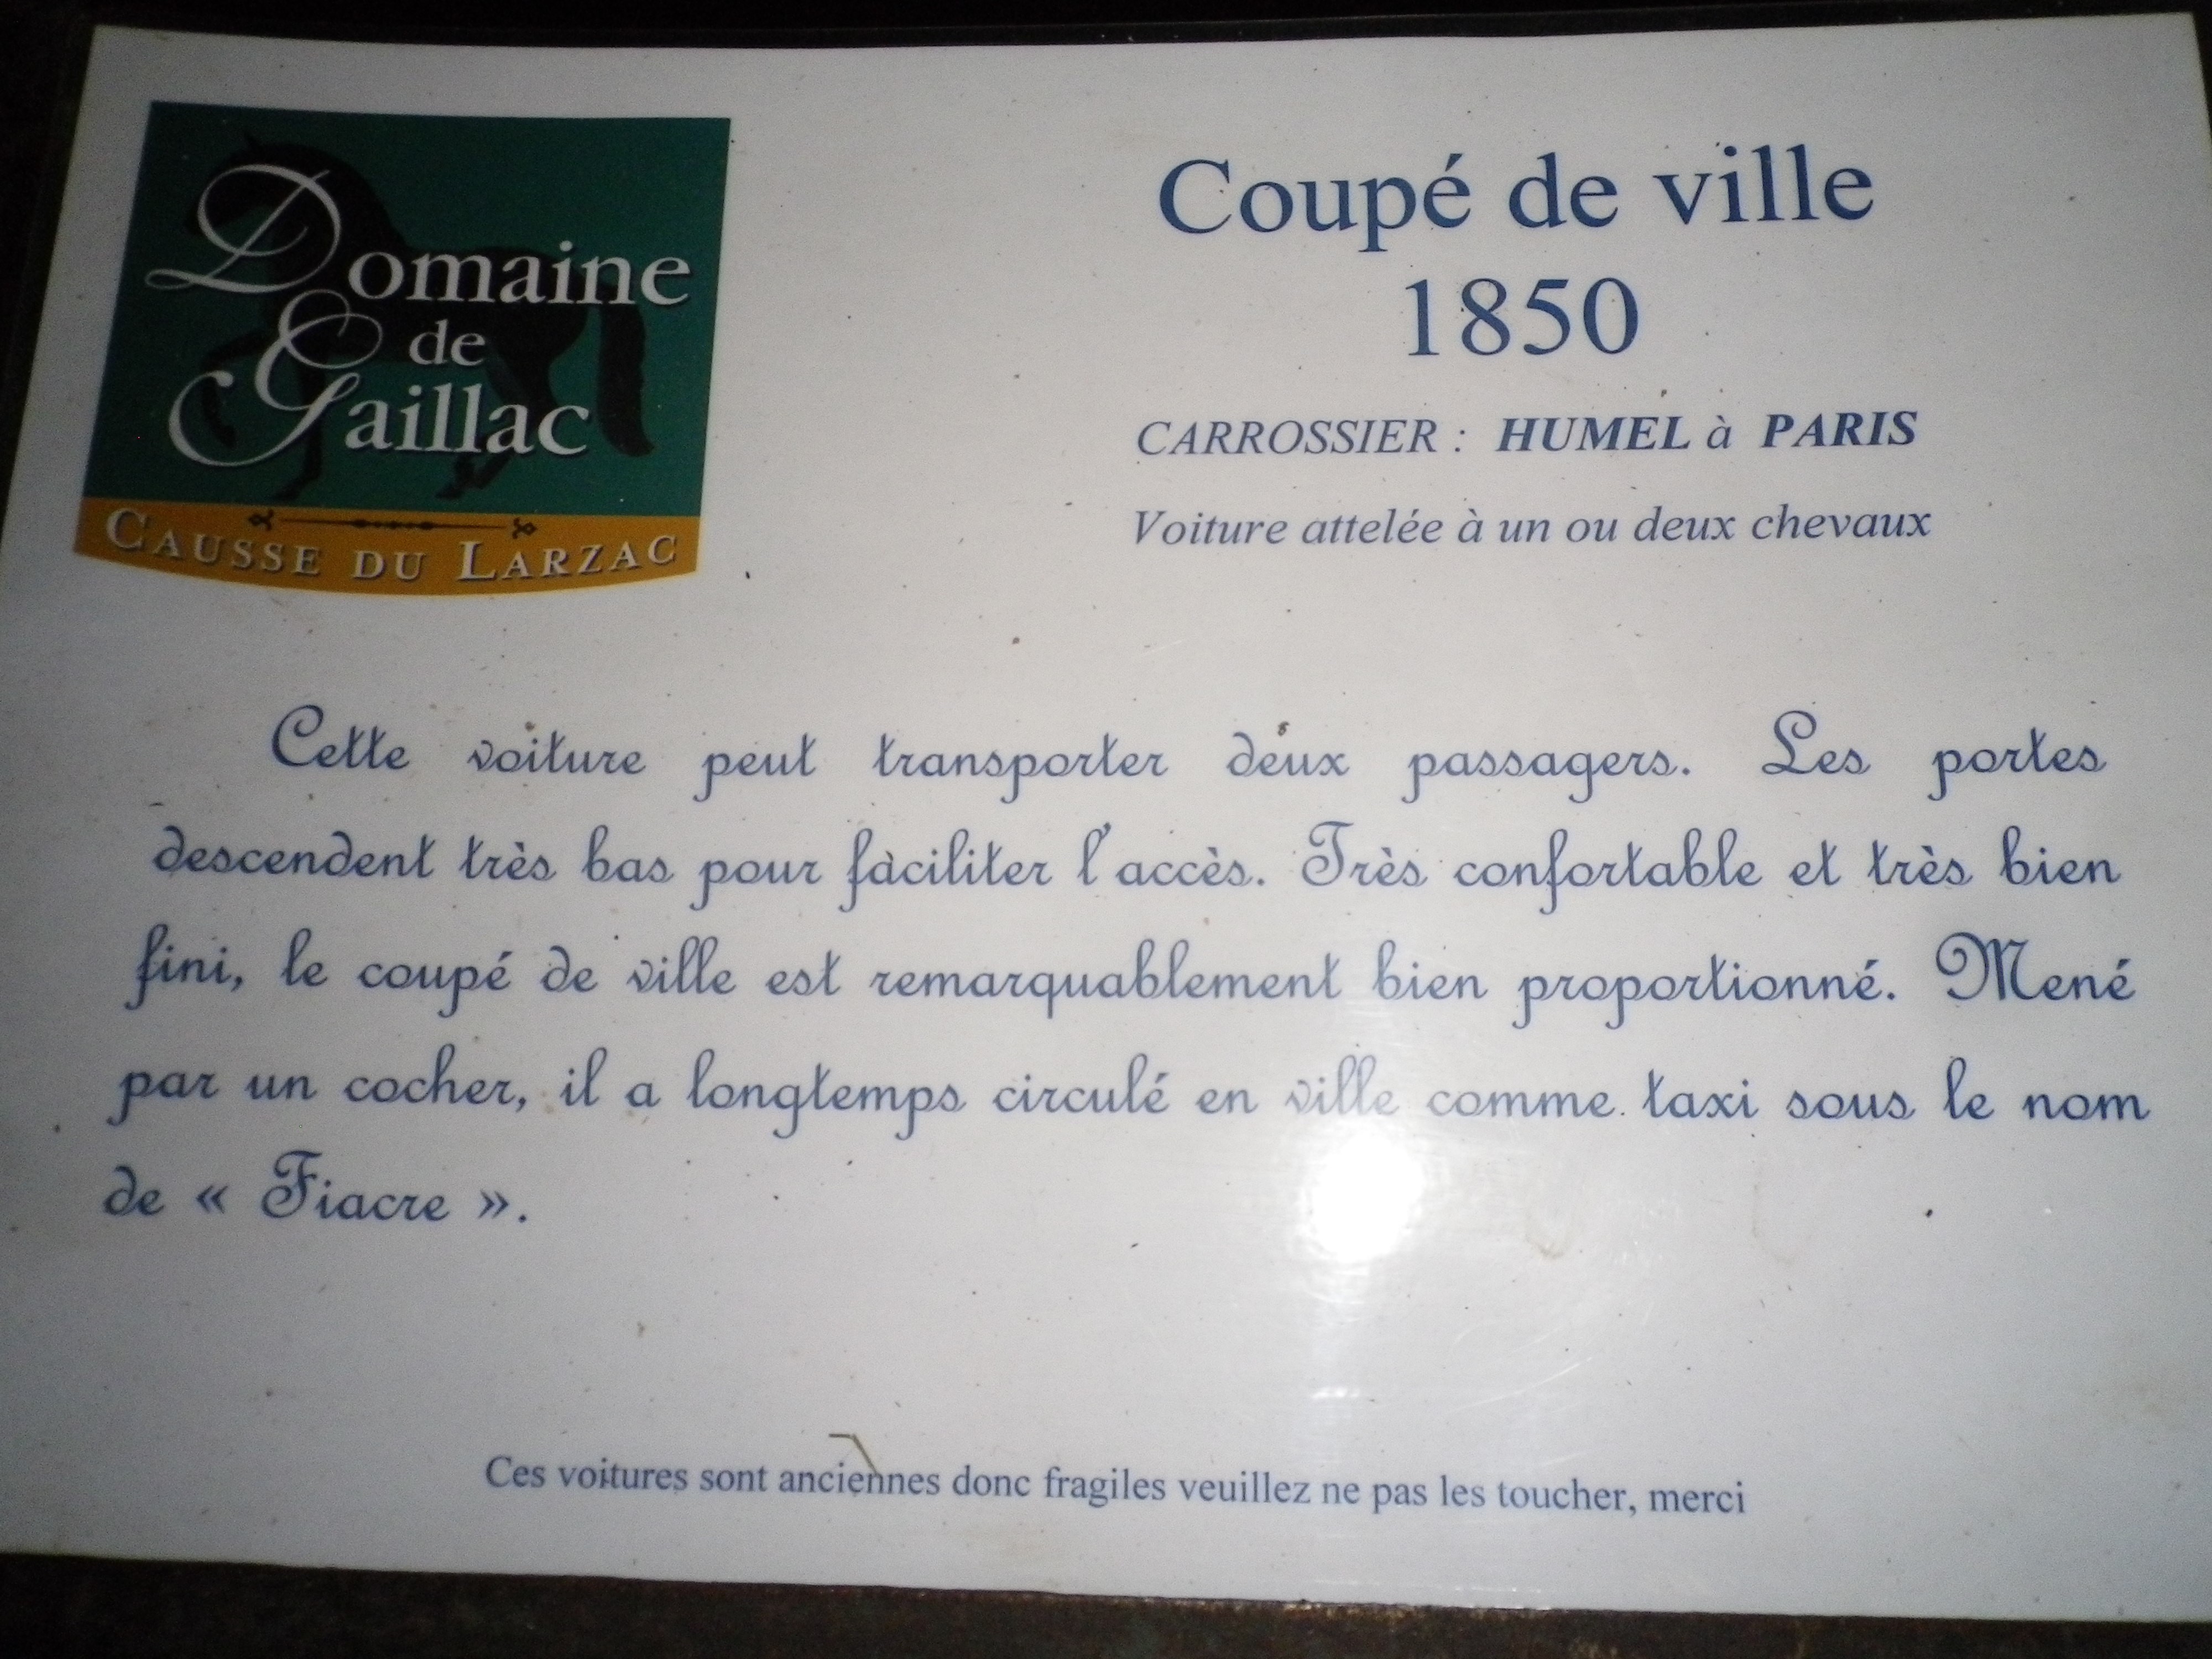 Domaine
de
Gaillac
CAUSSE DU LARZAC
Coupé de ville
1850
CARROSSIER : HUMEL à PARIS
Voiture attelée à un ou deux chevaux
Cette voiture peut transporter deux passagers. Les portes
descendent très bas pour faciliter l'accès. Très confortable et très bien
fini, le coupé de ville est remarquablement bien proportionné. Mené
par un cocher, il a longtemps circulé en ville comme taxi sous le nom
de « Fiacre ».
Ces voitures sont anciennes donc fragiles veuillez ne pas les toucher, merci